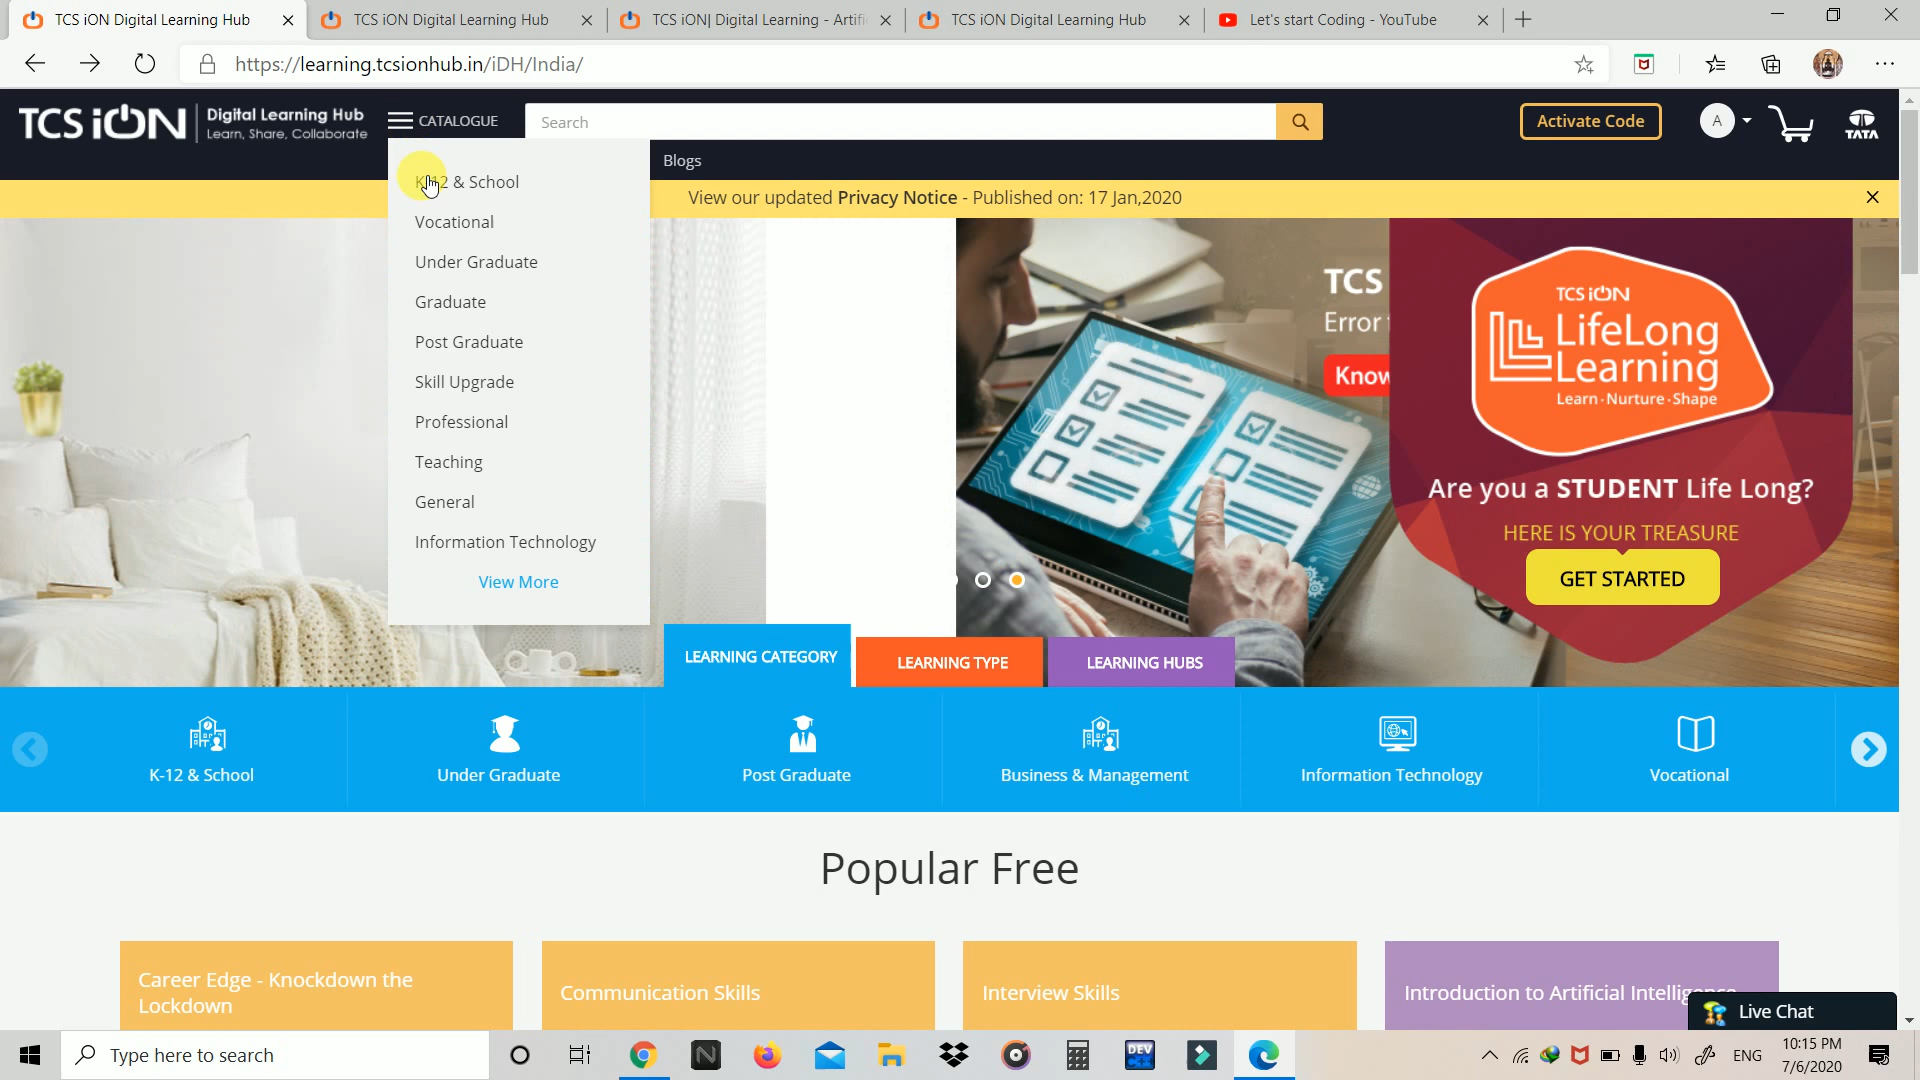 TCS iON Digital Learning Hub
TCS iON Digital Learning Hub
TCS iON| Digital Learning - Artifi
TCS iON Digital Learning Hub
Let's start Coding - YouTube
https://learning.tcsionhub.in/iDH/India/
TCS iON
Digital Learning Hub
Learn, Share, Collaborate
CATALOGUE
Search
Activate Code
A
TATA
Blogs
View our updated Privacy Notice - Published on: 17 Jan,2020
K-12 & School
Vocational
Under Graduate
Graduate
Post Graduate
Skill Upgrade
Professional
Teaching
General
Information Technology
View More
TCS
Error
Know
TCS iON
LifeLong
Learning
Learn·Nurture·Shape
Are you a STUDENT Life Long?
HERE IS YOUR TREASURE
GET STARTED
LEARNING CATEGORY
LEARNING TYPE
LEARNING HUBS
K-12 & School
Under Graduate
Post Graduate
Business & Management
Information Technology
Vocational
Popular Free
Career Edge - Knockdown the
Lockdown
Communication Skills
Interview Skills
Introduction to Artificial Intelligence
Live Chat
Type here to search
DEV
ENG
10:15 PM
7/6/2020